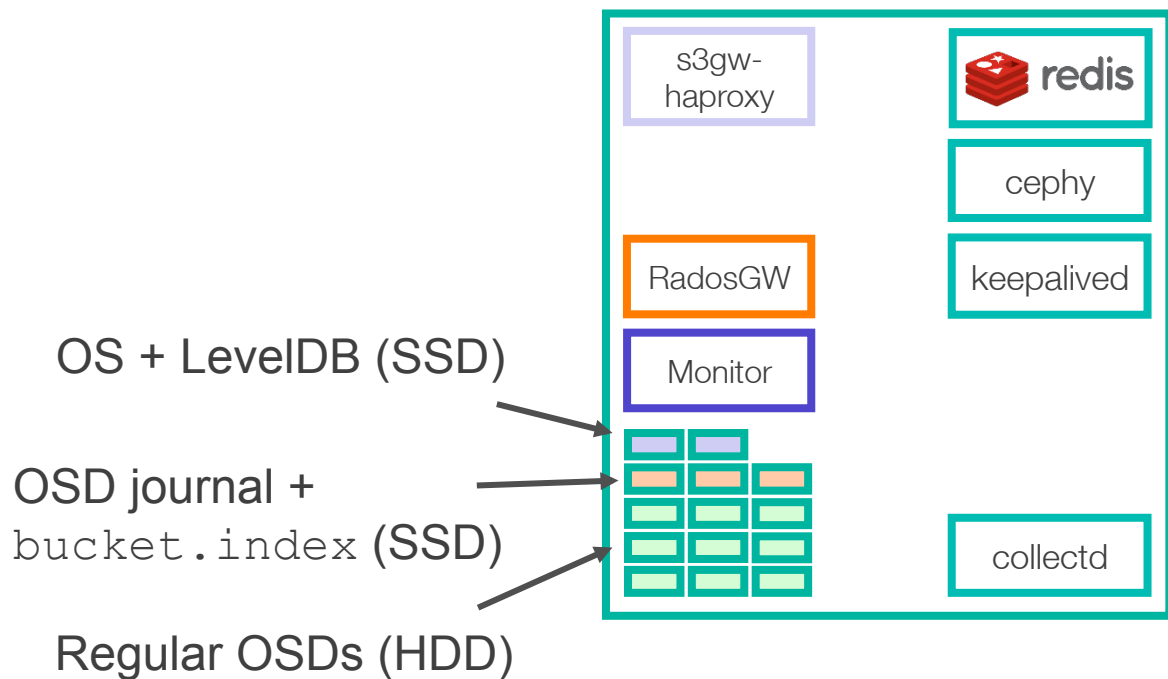 s3gw-
haproxy
redis
cephy
RadosGW
keepalived
OS + LevelDB (SSD)
Monitor
OSD journal +
bucket.index (SSD)
collectd
Regular OSDs (HDD)